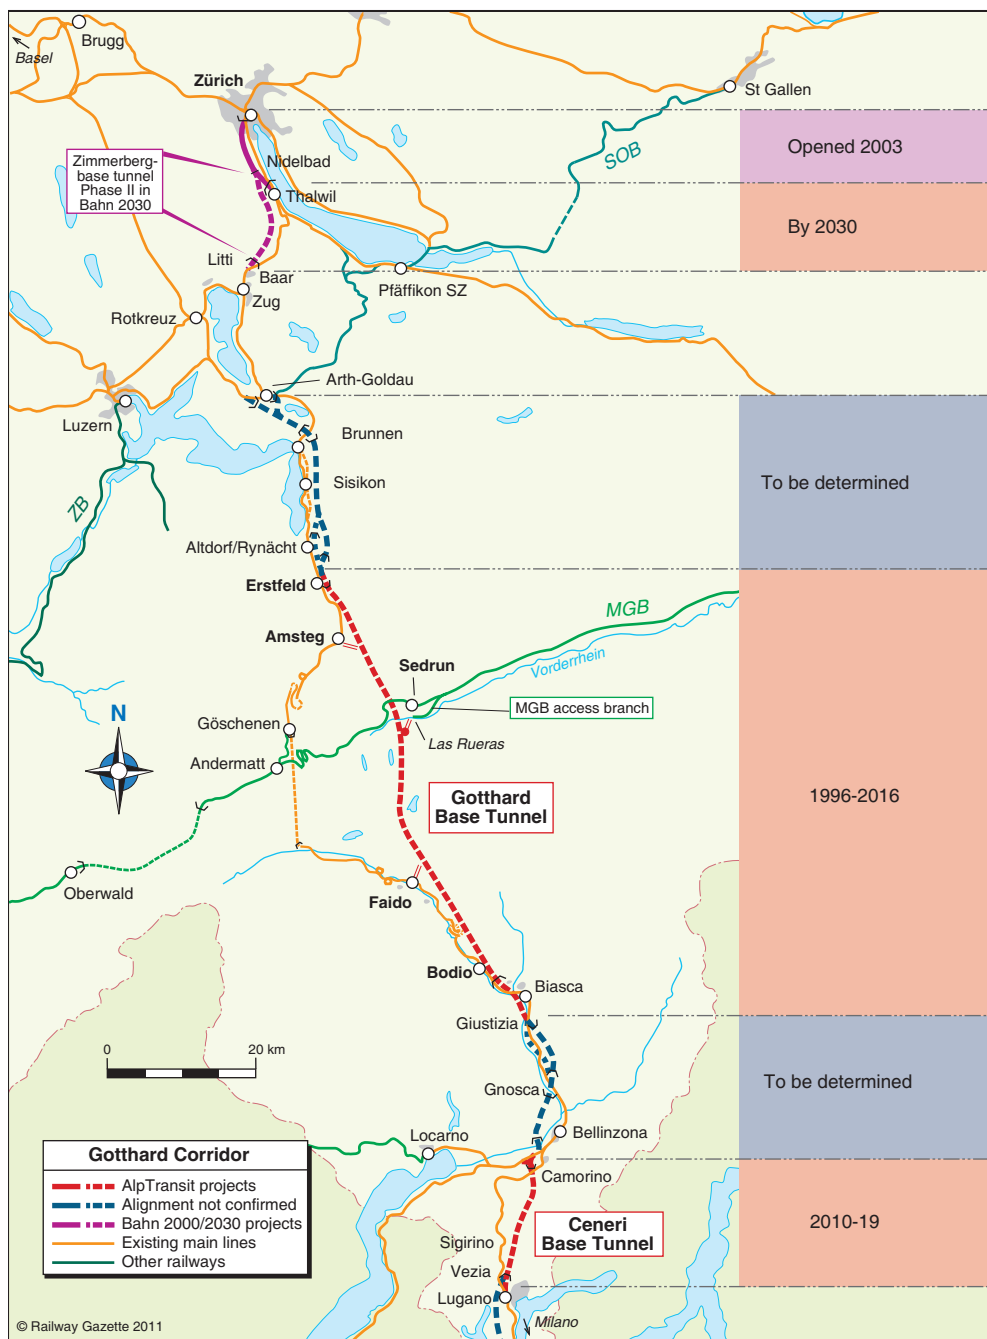 Brugg
Basel
Zürich
St Gallen
Opened 2003
SOB
Nidelbad
Zimmerberg-
base tunnel
Phase II in
Bahn 2030
Thalwil
By 2030
Litti
Baar
Pfäffikon SZ
Zug
Rotkreuz
Arth-Goldau
Luzern
Brunnen
Sisikon
To be determined
ZB
Altdorf/Rynächt
Erstfeld
MGB
Amsteg
Sedrun
Vorderrhein
MGB access branch
N
Göschenen
Las Rueras
Andermatt
Gotthard
Base Tunnel
1996-2016
Oberwald
Faido
Bodio
Biasca
Giustizia
0 20 km
Gnosca
To be determined
Locarno
Bellinzona
Camorino
Gotthard Corridor
AlpTransit projects
Alignment not confirmed
Bahn 2000/2030 projects
Existing main lines
Other railways
2010-19
Ceneri
Base Tunnel
Sigirino
Vezia
Lugano
Milano
© Railway Gazette 2011